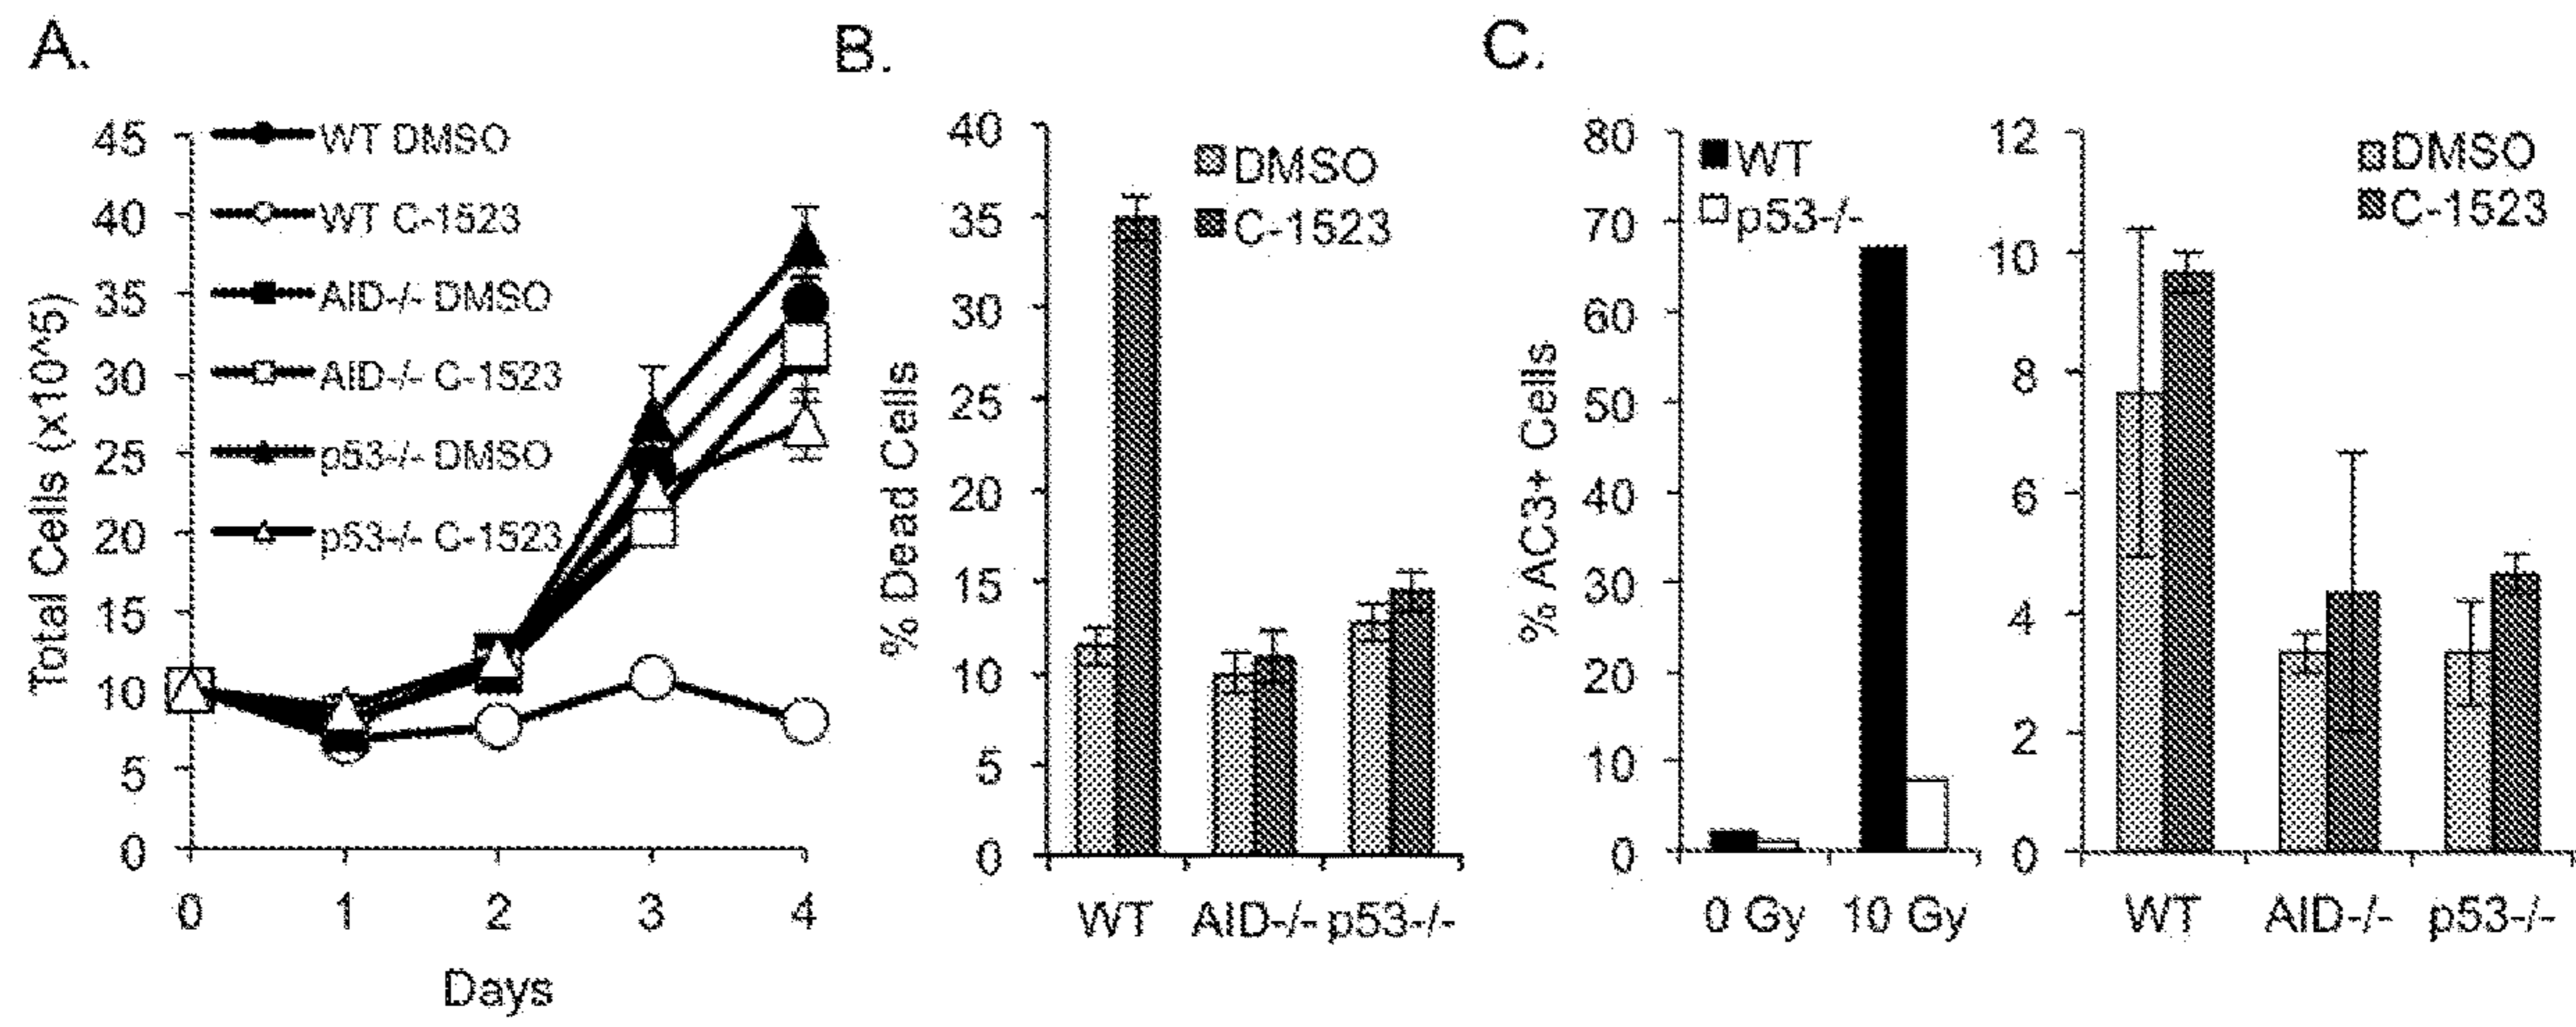 A.
B.
C.
Total Cells (x10^5)
45
40
35
30
25
20
15
10
5
0
WT DMSO
WT C-1523
AID-/- DMSO
AID-/- C-1523
p53-/- DMSO
p53-/- C-1523
0 1 2 3 4
Days
% Dead Cells
40
35
30
25
20
15
10
5
0
DMSO
C-1523
WT AID-/- p53-/-
% AC3+ Cells
80
70
60
50
40
30
20
10
0
WT
p53-/-
0 Gy 10 Gy
12
10
8
6
4
2
0
DMSO
C-1523
WT AID-/- p53-/-